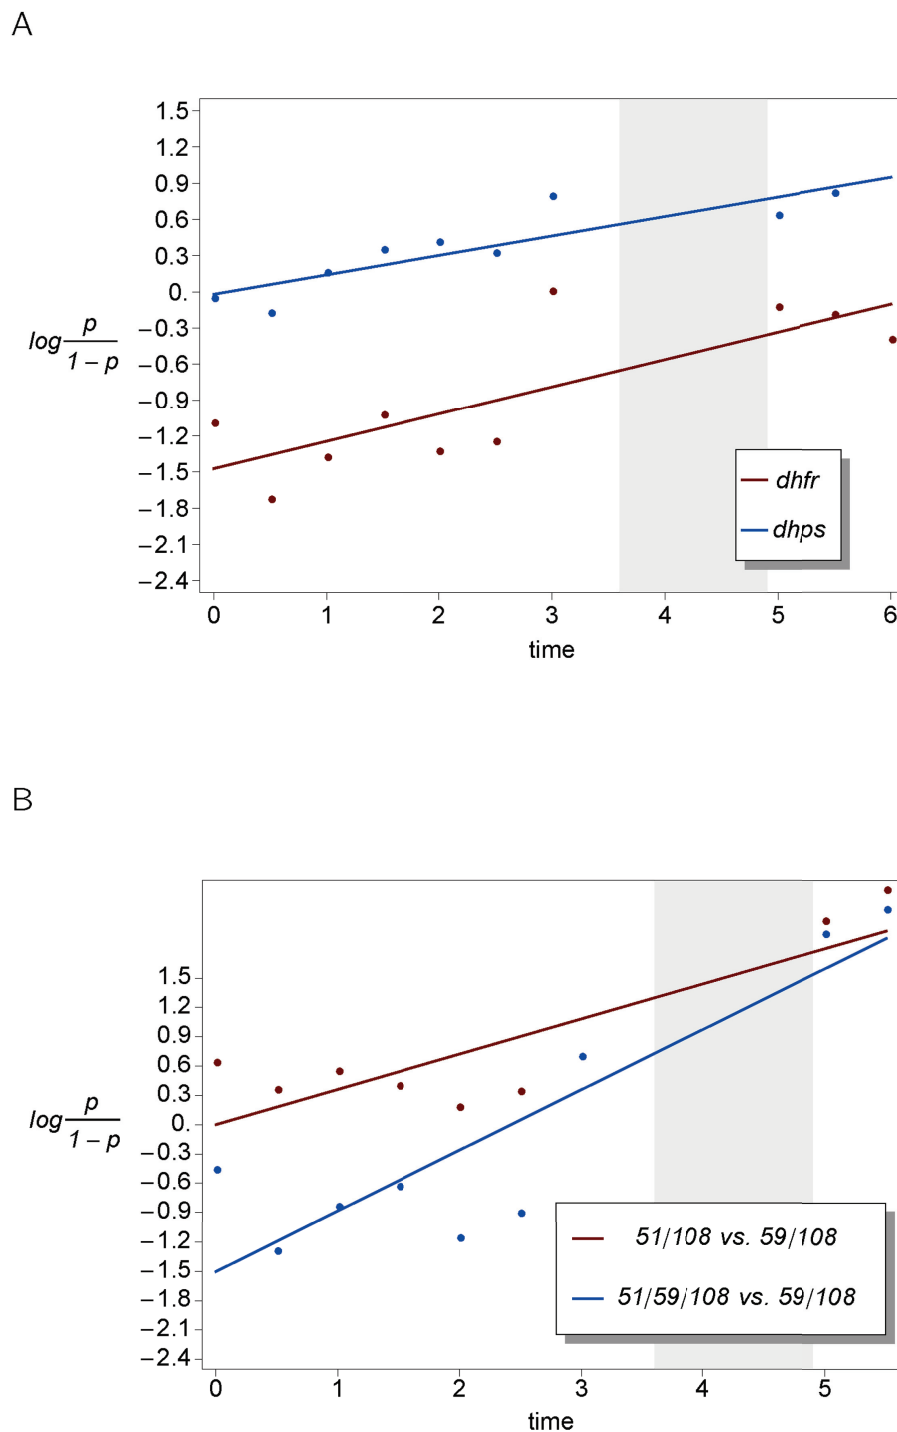 A
1.5
1.2
0.9
0.6
0.3
0.
−0.3
−0.6
−0.9
−1.2
−1.5
−1.8
−2.1
−2.4
log p
1 − p
dhfr
dhps
0 1 2 3 4 5 6
time
B
1.5
1.2
0.9
0.6
0.3
0.
−0.3
−0.6
−0.9
−1.2
−1.5
−1.8
−2.1
−2.4
log p
1 − p
51/108 vs. 59/108
51/59/108 vs. 59/108
0 1 2 3 4 5
time